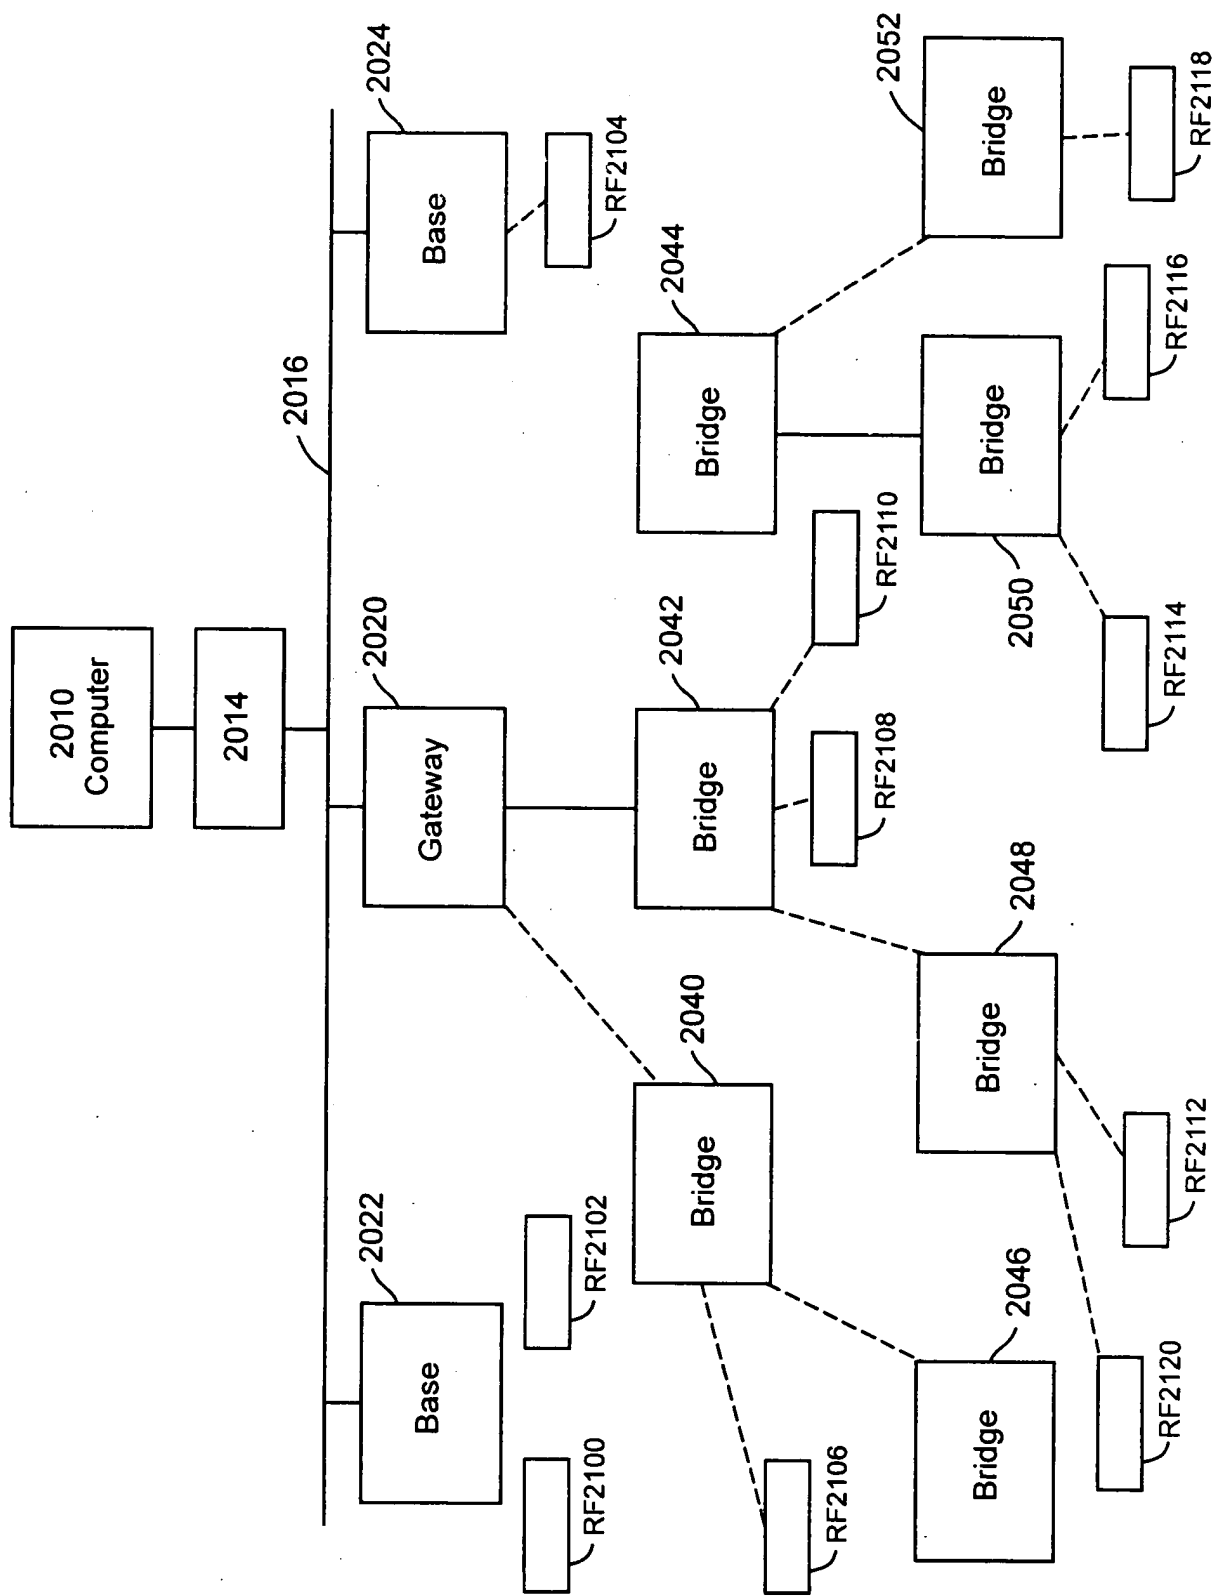 2010
Computer
2014
2016
2022
Base
2020
Gateway
2024
Base
RF2100
RF2102
RF2104
2040
Bridge
2042
Bridge
2044
Bridge
RF2106
RF2108
RF2110
2046
Bridge
2048
Bridge
2050
Bridge
2052
Bridge
RF2120
RF2112
RF2114
RF2116
RF2118